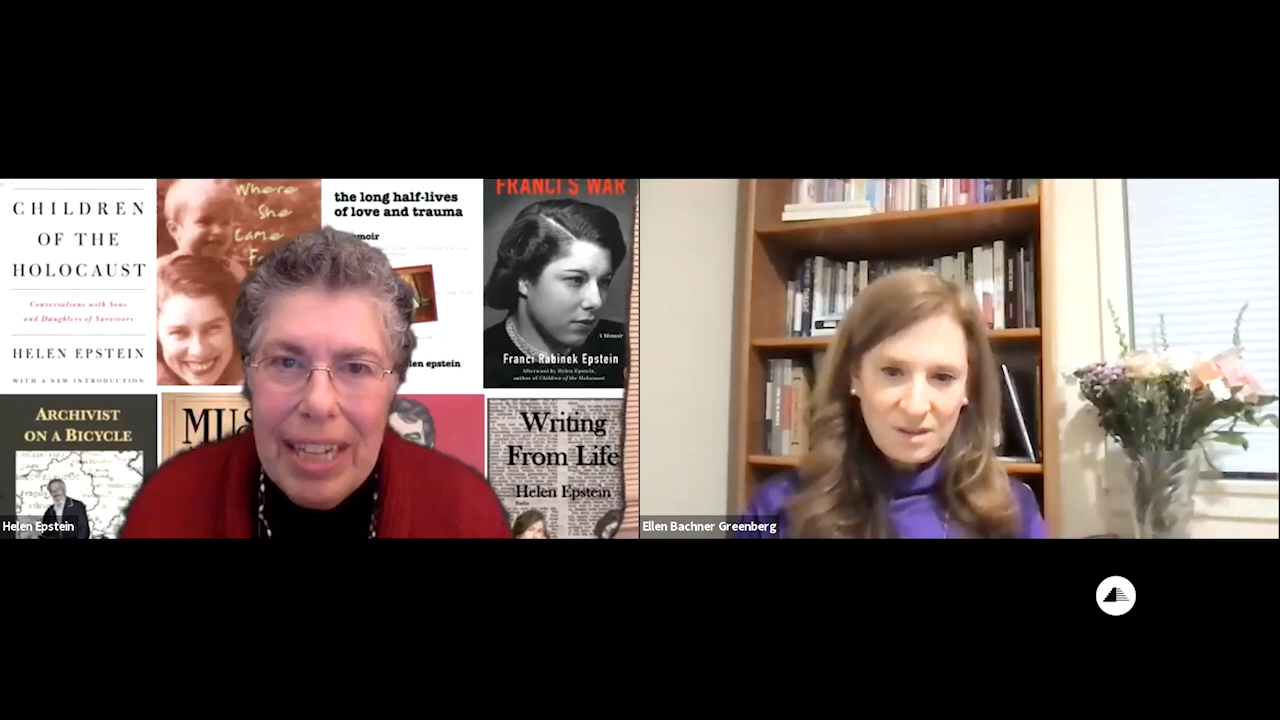 CHILDREN
OF THE
HOLOCAUST
Conversations with Sons
and Daughters of Survivors
HELEN EPSTEIN
WITH A NEW INTRODUCTION
Where
She
Came
the long half-lives
of love and trauma
FRANCI'S WAR
A Memoir
Franci Rabinek Epstein
Afterword by Helen Epstein,
author of Children of the Holocaust
epstein
ARCHIVIST
ON A BICYCLE
Writing
From Life
Helen Epstein
Helen Epstein
Ellen Bachner Greenberg